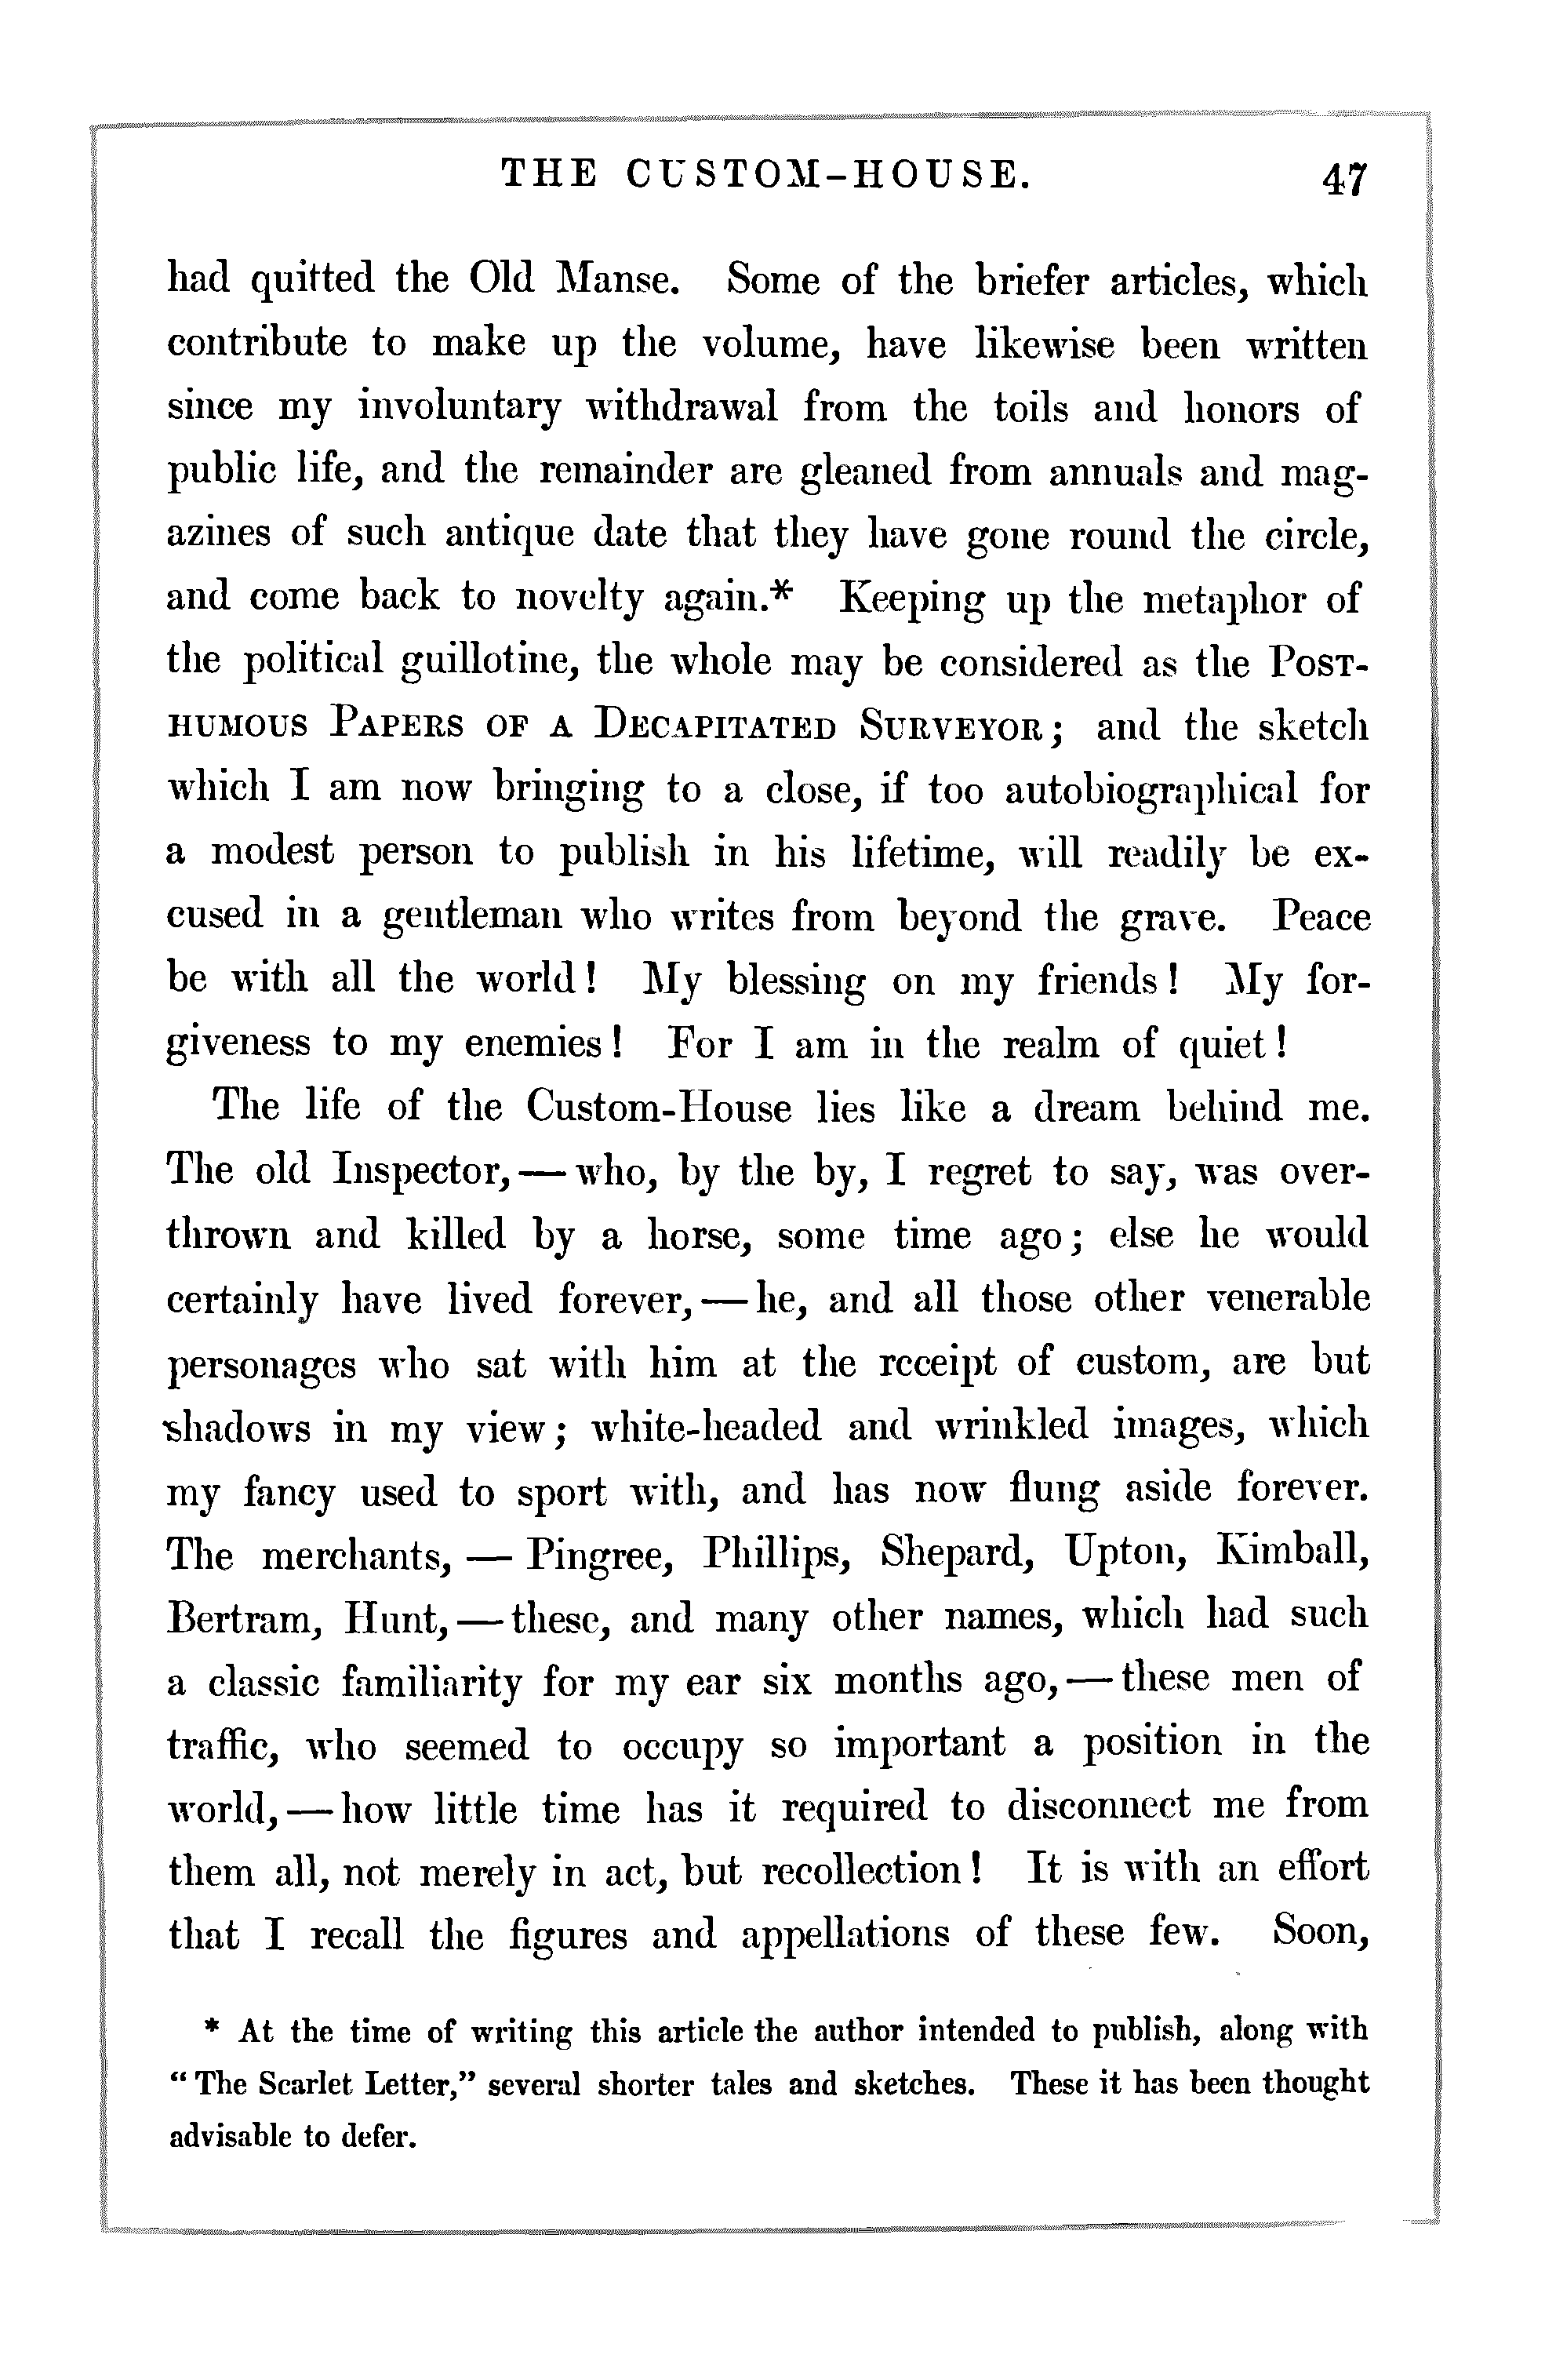 THE CUSTOM-HOUSE. 47
had quitted the Old Manse. Some of the briefer articles, which
contribute to make up the volume, have likewise been written
since my involuntary withdrawal from the toils and honors of
public life, and the remainder are gleaned from annuals and mag-
azines of such antique date that they have gone round the circle,
and come back to novelty again.* Keeping up the metaphor of
the political guillotine, the whole may be considered as the POST-
HUMOUS PAPERS OF A DECAPITATED SURVEYOR; and the sketch
which I am now bringing to a close, if too autobiographical for
a modest person to publish in his lifetime, will readily be ex-
cused in a gentleman who writes from beyond the grave. Peace
be with all the world! My blessing on my friends! My for-
giveness to my enemies! For I am in the realm of quiet!
The life of the Custom-House lies like a dream behind me.
The old Inspector,—who, by the by, I regret to say, was over-
thrown and killed by a horse, some time ago; else he would
certainly have lived forever,—he, and all those other venerable
personages who sat with him at the receipt of custom, are but
shadows in my view; white-headed and wrinkled images, which
my fancy used to sport with, and has now flung aside forever.
The merchants, — Pingree, Phillips, Shepard, Upton, Kimball,
Bertram, Hunt,—these, and many other names, which had such
a classic familiarity for my ear six months ago,—these men of
traffic, who seemed to occupy so important a position in the
world,—how little time has it required to disconnect me from
them all, not merely in act, but recollection! It is with an effort
that I recall the figures and appellations of these few. Soon,
* At the time of writing this article the author intended to publish, along with
"The Scarlet Letter," several shorter tales and sketches. These it has been thought
advisable to defer.